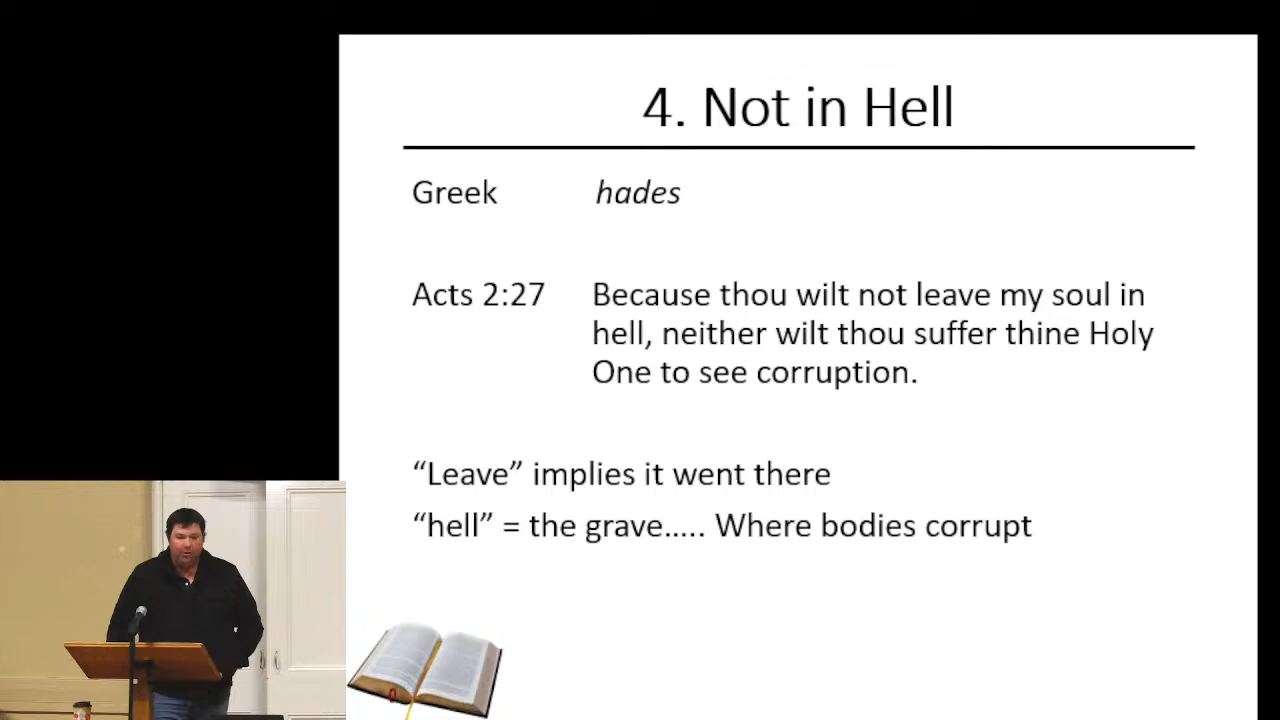 4. Not in Hell
Greek hades
Acts 2:27 Because thou wilt not leave my soul in
hell, neither wilt thou suffer thine Holy
One to see corruption.
“Leave” implies it went there
“hell” = the grave..... Where bodies corrupt